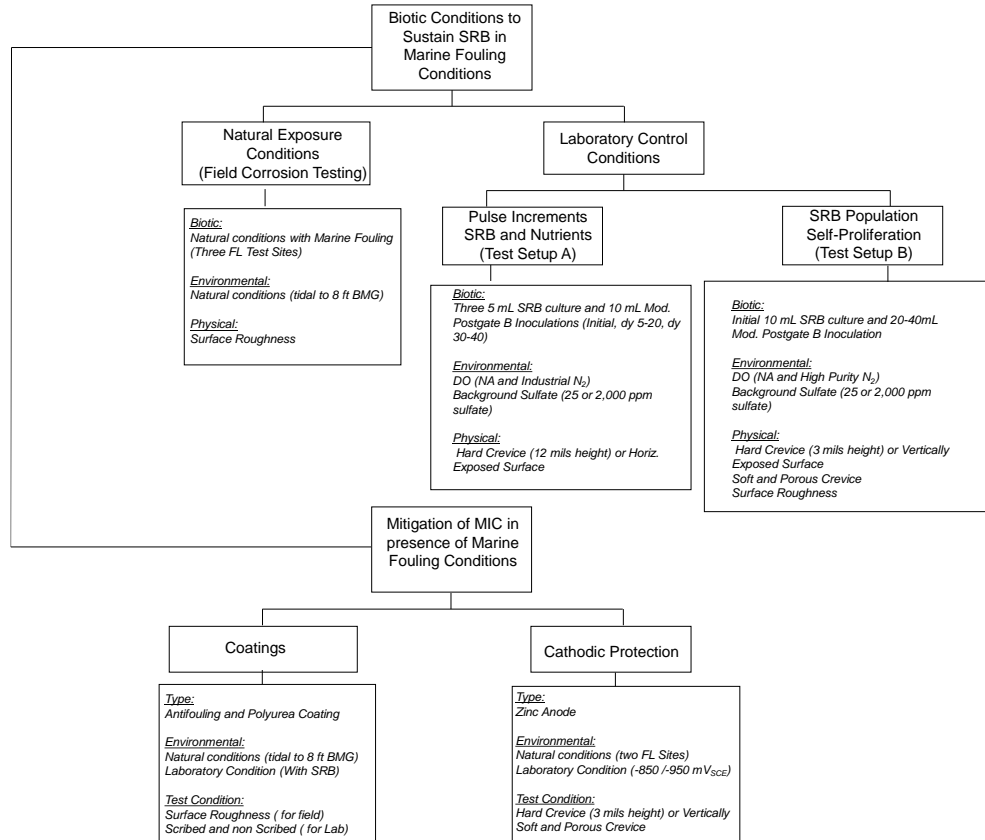 Biotic Conditions to
Sustain SRB in
Marine Fouling
Conditions
Natural Exposure
Conditions
(Field Corrosion Testing)
Laboratory Control
Conditions
Biotic:
Natural conditions with Marine Fouling
(Three FL Test Sites)
Environmental:
Natural conditions (tidal to 8 ft BMG)
Physical:
Surface Roughness
Pulse Increments
SRB and Nutrients
(Test Setup A)
Biotic:
Three 5 mL SRB culture and 10 mL Mod.
Postgate B Inoculations (Initial, dy 5-20, dy
30-40)
Environmental:
DO (NA and Industrial N₂)
Background Sulfate (25 or 2,000 ppm
sulfate)
Physical:
Hard Crevice (12 mils height) or Horiz.
Exposed Surface
SRB Population
Self-Proliferation
(Test Setup B)
Biotic:
Initial 10 mL SRB culture and 20-40mL
Mod. Postgate B Inoculation
Environmental:
DO (NA and High Purity N₂)
Background Sulfate (25 or 2,000 ppm
sulfate)
Physical:
Hard Crevice (3 mils height) or Vertically
Exposed Surface
Soft and Porous Crevice
Surface Roughness
Mitigation of MIC in
presence of Marine
Fouling Conditions
Coatings
Type:
Antifouling and Polyurea Coating
Environmental:
Natural conditions (tidal to 8 ft BMG)
Laboratory Condition (With SRB)
Test Condition:
Surface Roughness ( for field)
Scribed and non Scribed ( for Lab)
Cathodic Protection
Type:
Zinc Anode
Environmental:
Natural conditions (two FL Sites)
Laboratory Condition (-850 /-950 mV_SCE)
Test Condition:
Hard Crevice (3 mils height) or Vertically
Soft and Porous Crevice